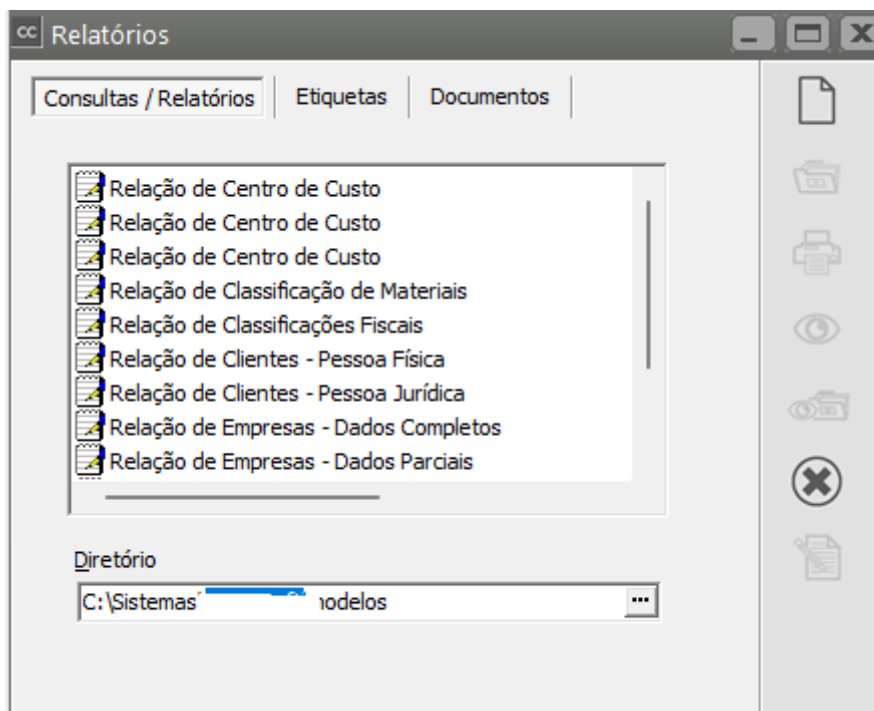 cc Relatórios
Consultas / Relatórios Etiquetas Documentos
Relação de Centro de Custo
Relação de Centro de Custo
Relação de Centro de Custo
Relação de Classificação de Materiais
Relação de Classificações Fiscais
Relação de Clientes - Pessoa Física
Relação de Clientes - Pessoa Jurídica
Relação de Empresas - Dados Completos
Relação de Empresas - Dados Parciais
Diretório
C:\Sistemas odelos ...